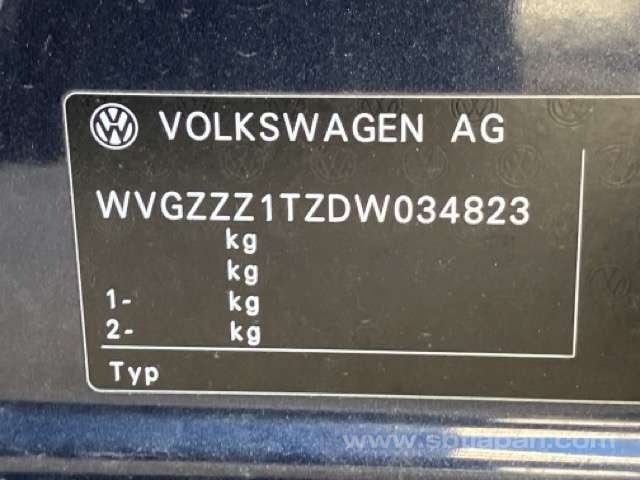 VOLKSWAGEN AG
WVGZZZ1TZDW034823
kg
kg
1- kg
2- kg
Typ
www.sbtjapan.com